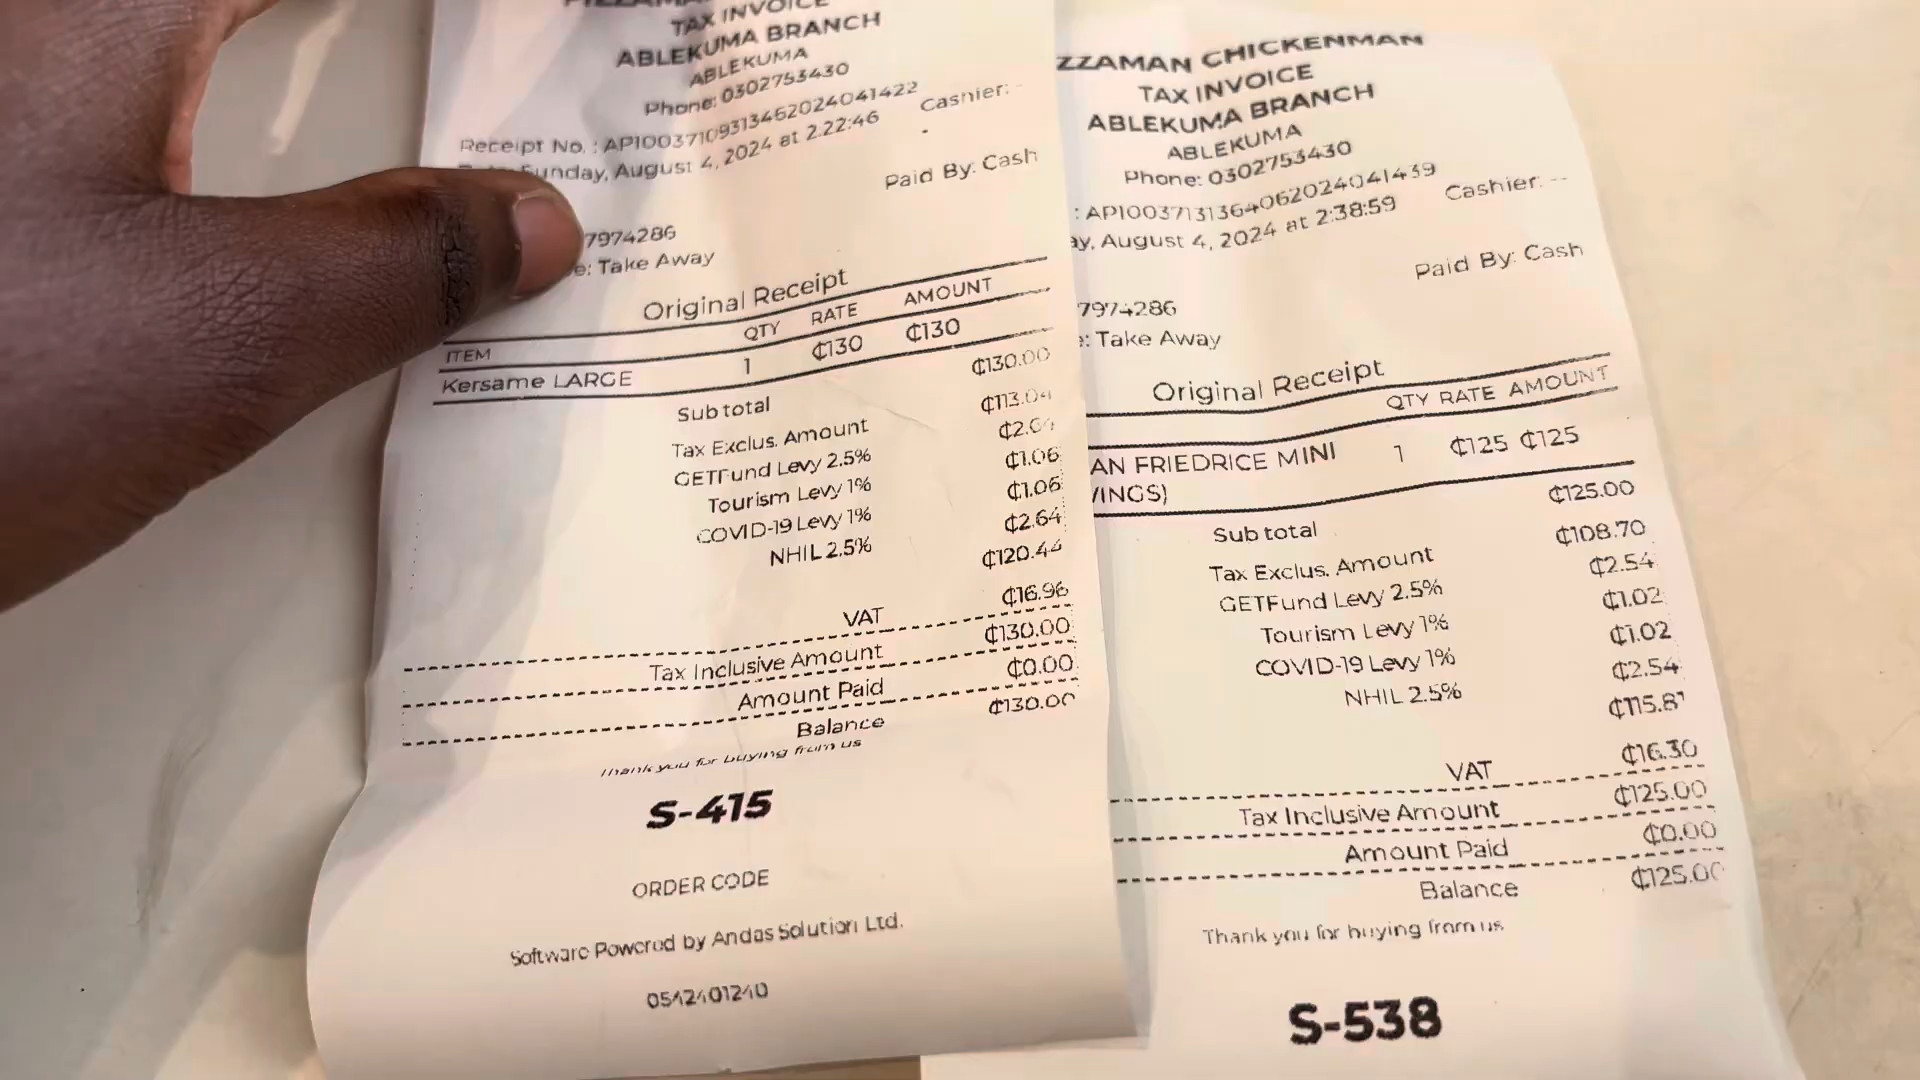 TAX INVOICE
ABLEKUMA BRANCH
ABLEKUMA
Phone: 0302753430
Receipt No. : AP10037109313462024041422 Cashier: -
Sunday, August 4, 2024 at 2.22:46
Paid By: Cash
7974286
e: Take Away
Original Receipt
ITEM QTY RATE AMOUNT
Kersame LARGE 1 ₵130 ₵130
Sub total ₵130.00
Tax Exclus. Amount ₵113.04
GETFund Levy 2.5%
Tourism Levy 1% ₵1.06
COVID-19 Levy 1% ₵1.06
NHIL 2.5% ₵2.64
₵120.44
VAT ₵16.96
Tax Inclusive Amount ₵130.00
Amount Paid ₵0.00
Balance ₵130.00
Thank you for buying from us
S-415
ORDER CODE
Software Powered by Andas Solution Ltd.
0542401240
ZZAMAN CHICKENMAN
TAX INVOICE
ABLEKUMA BRANCH
ABLEKUMA
Phone: 0302753430
: AP10037131364062024041439 Cashier: --
ay, August 4, 2024 at 2:38:59
Paid By: Cash
7974286
e: Take Away
Original Receipt
QTY RATE AMOUNT
AN FRIEDRICE MINI 1 ₵125 ₵125
VINGS)
Sub total ₵125.00
Tax Exclus. Amount ₵108.70
GETFund Levy 2.5% ₵2.54
Tourism Levy 1% ₵1.02
COVID-19 Levy 1% ₵1.02
NHIL 2.5% ₵2.54
₵115.81
VAT ₵16.30
Tax Inclusive Amount ₵125.00
Amount Paid ₵0.00
Balance ₵125.00
Thank you for buying from us
S-538